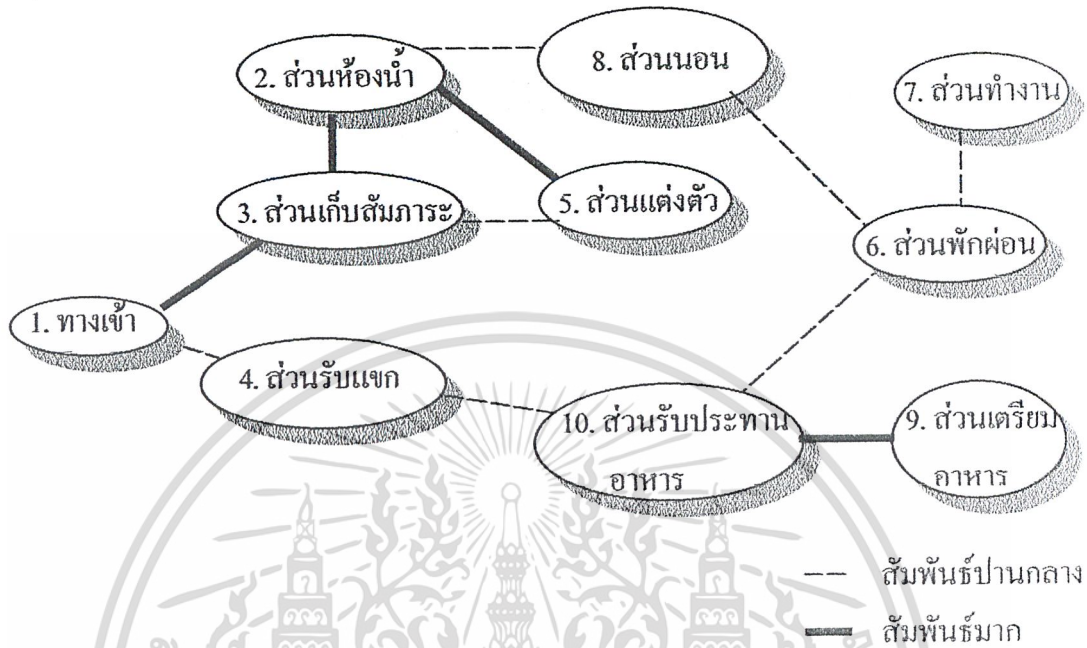 2. ส่วนห้องน้ำ
8. ส่วนนอน
7. ส่วนทำงาน
3. ส่วนเก็บสัมภาระ
5. ส่วนแต่งตัว
6. ส่วนพักผ่อน
1. ทางเข้า
4. ส่วนรับแขก
10. ส่วนรับประทาน
อาหาร
9. ส่วนเตรียม
อาหาร
สัมพันธ์ปานกลาง
สัมพันธ์มาก